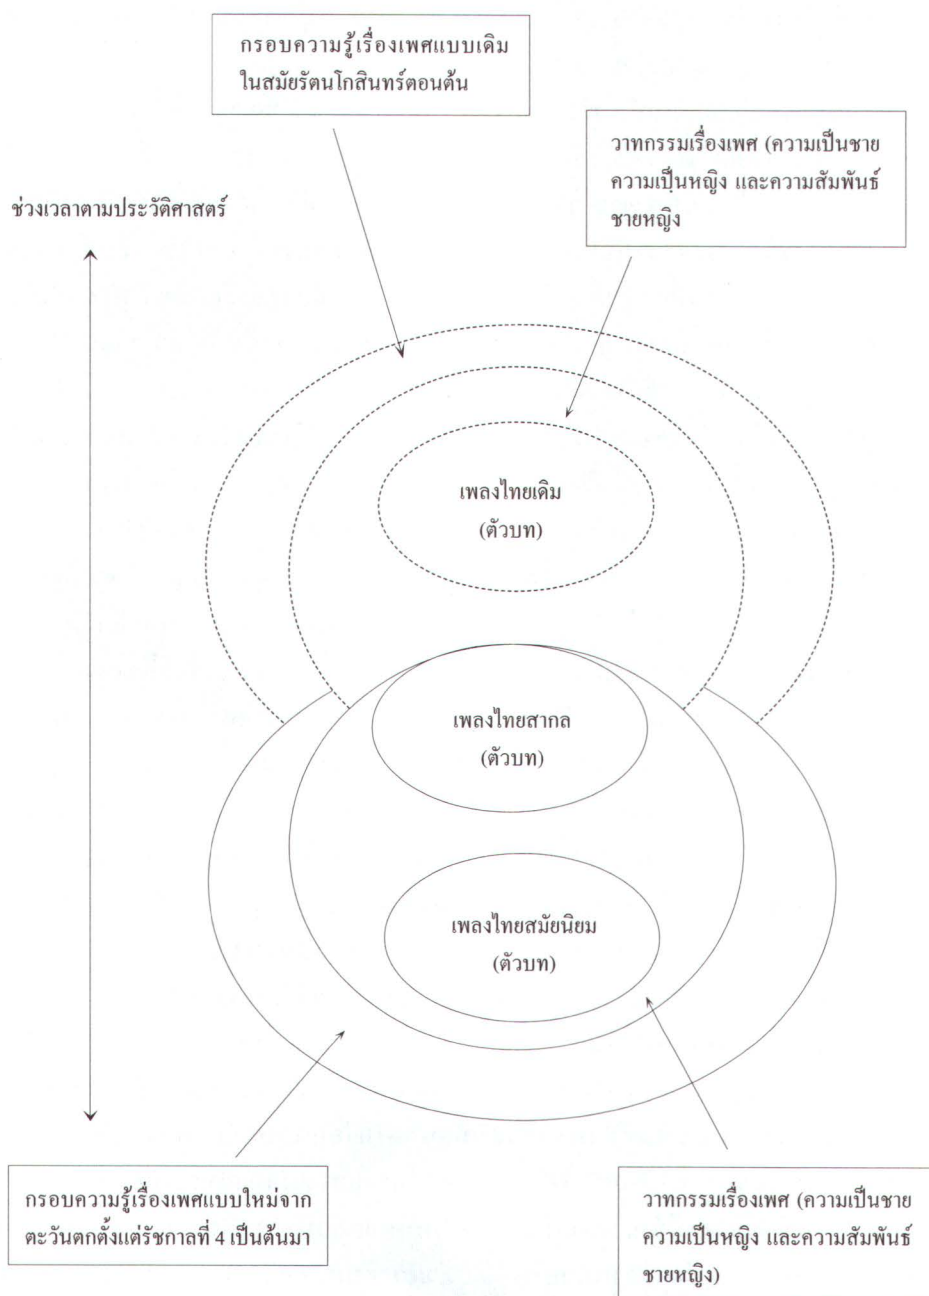 กรอบความรู้เรื่องเพศแบบเดิม
ในสมัยรัตนโกสินทร์ตอนต้น
วาทกรรมเรื่องเพศ (ความเป็นชาย
ความเป็นหญิง และความสัมพันธ์
ชายหญิง
ช่วงเวลาตามประวัติศาสตร์
เพลงไทยเดิม
(ตัวบท)
เพลงไทยสากล
(ตัวบท)
เพลงไทยสมัยนิยม
(ตัวบท)
กรอบความรู้เรื่องเพศแบบใหม่จาก
ตะวันตกตั้งแต่รัชกาลที่ 4 เป็นต้นมา
วาทกรรมเรื่องเพศ (ความเป็นชาย
ความเป็นหญิง และความสัมพันธ์
ชายหญิง)